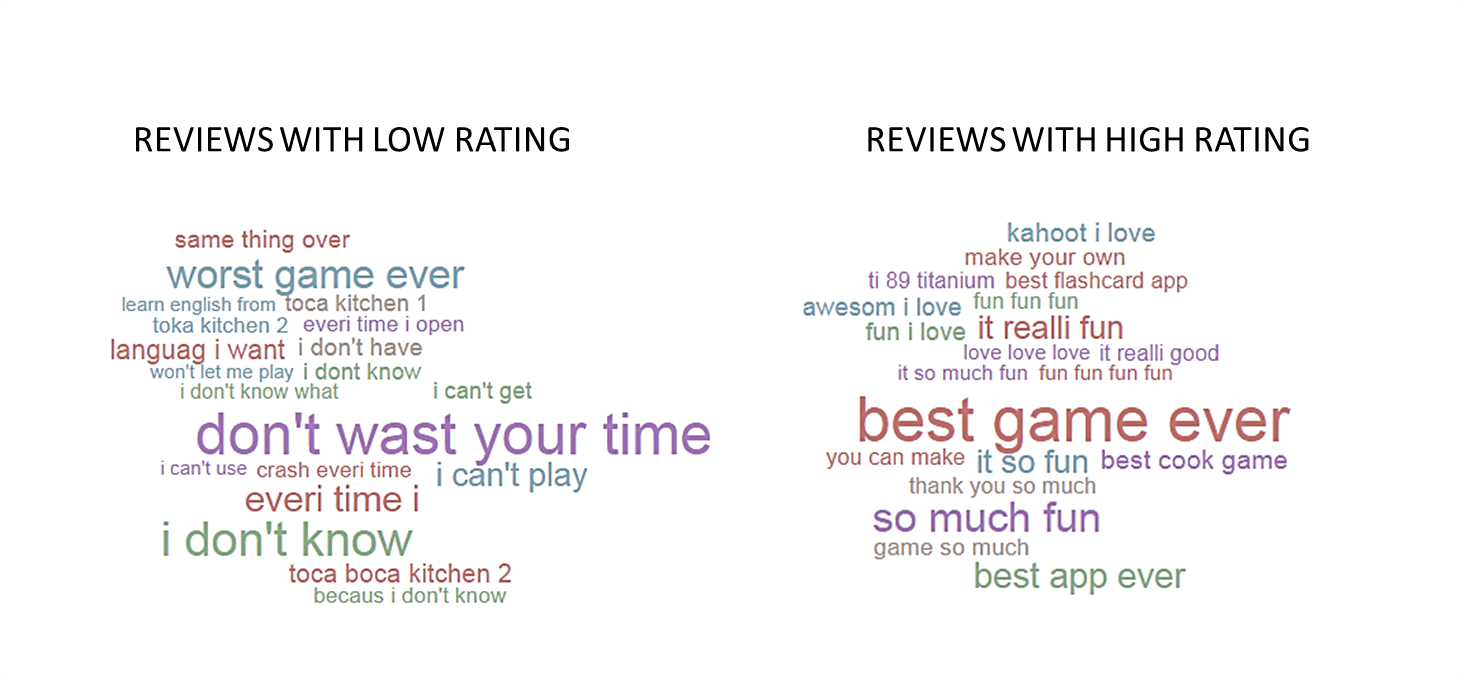 REVIEWS WITH LOW RATING
same thing over
worst game ever
learn english from toca kitchen 1
toka kitchen 2 everi time i open
languag i want i don't have
won't let me play i dont know
i don't know what i can't get
don't wast your time
i can't use crash everi time i can't play
everi time i
i don't know
toca boca kitchen 2
becaus i don't know
REVIEWS WITH HIGH RATING
kahoot i love
make your own
ti 89 titanium best flashcard app
awesom i love fun fun fun
fun i love it realli fun
love love love it realli good
it so much fun fun fun fun fun
best game ever
you can make it so fun best cook game
thank you so much
so much fun
game so much
best app ever